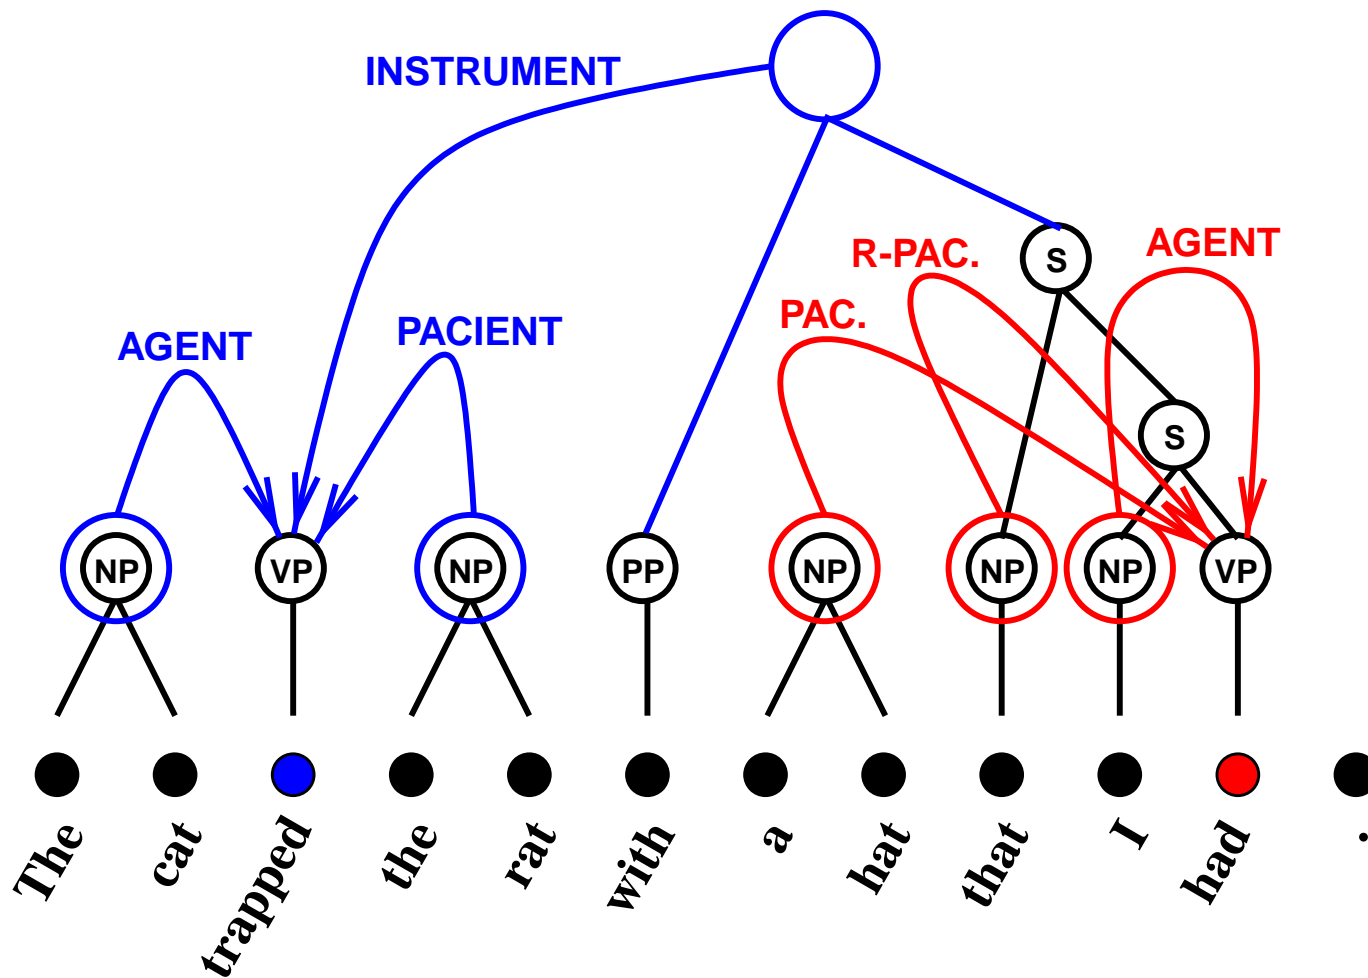 INSTRUMENT
R-PAC.
AGENT
S
PAC.
AGENT
PACIENT
S
NP VP NP PP NP NP NP VP
The cat trapped the rat with a hat that I had .